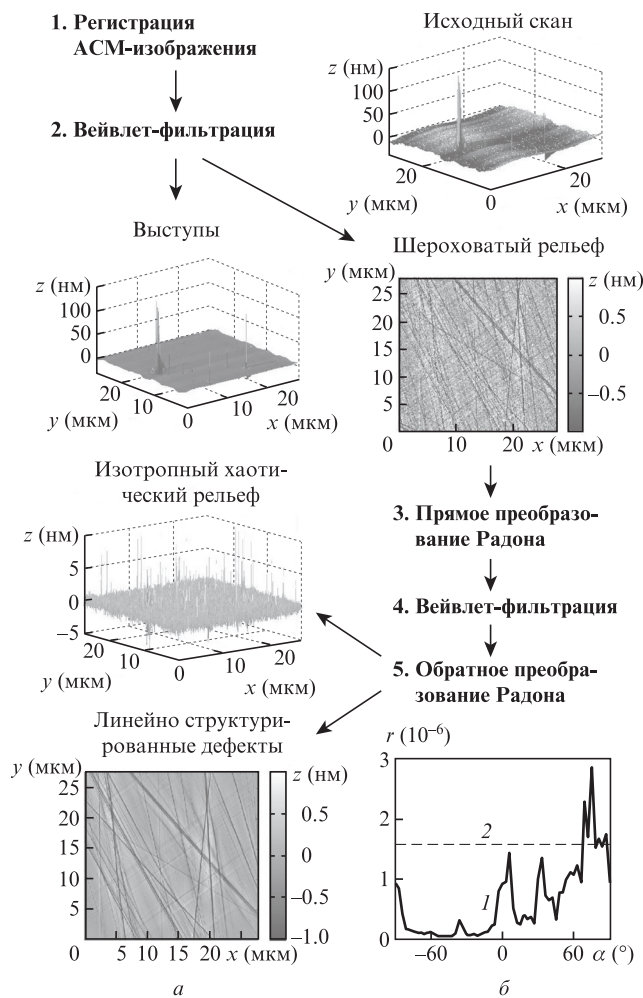 1. Регистрация
АСМ-изображения
2. Вейвлет-фильтрация
Исходный скан
z (нм)
100
50
0
20
y (мкм)
0
20
x (мкм)
Выступы
z (нм)
100
50
0
20
10
y (мкм)
0
10
20
x (мкм)
Шероховатый рельеф
y (мкм)
25
20
15
10
5
0
10
20
x (мкм)
z (нм)
0.5
0
−0.5
3. Прямое преобразо-
вание Радона
4. Вейвлет-фильтрация
5. Обратное преобра-
зование Радона
Изотропный хаоти-
ческий рельеф
z (нм)
5
0
−5
20
10
y (мкм)
0
10
20
x (мкм)
Линейно структури-
рованные дефекты
y (мкм)
25
20
15
10
5
0
5
10
15
20
x (мкм)
z (нм)
0.5
0
−0.5
−1.0
а
r (10−6)
3
2
1
0
2
1
−60
0
60
α (°)
б